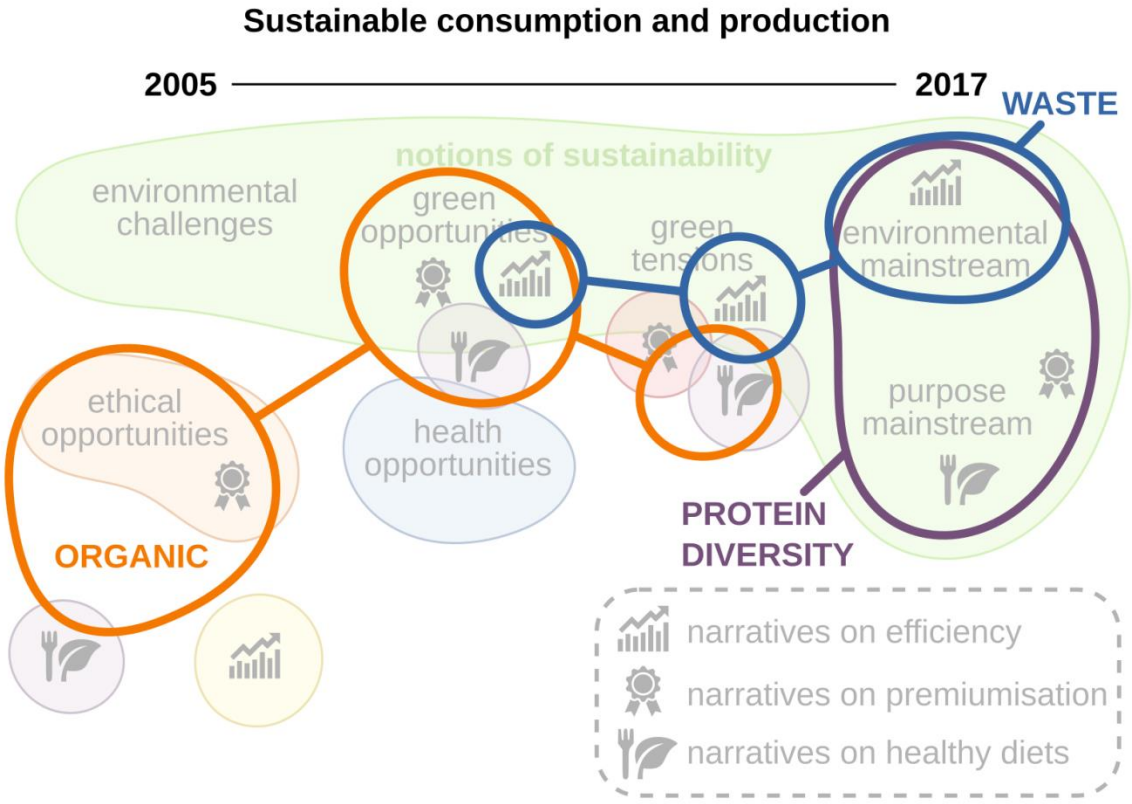 Sustainable consumption and production
2005
2017
WASTE
notions of sustainability
environmental
challenges
green
opportunities
green
tensions
environmental
mainstream
ethical
opportunities
health
opportunities
purpose
mainstream
ORGANIC
PROTEIN
DIVERSITY
narratives on efficiency
narratives on premiumisation
narratives on healthy diets